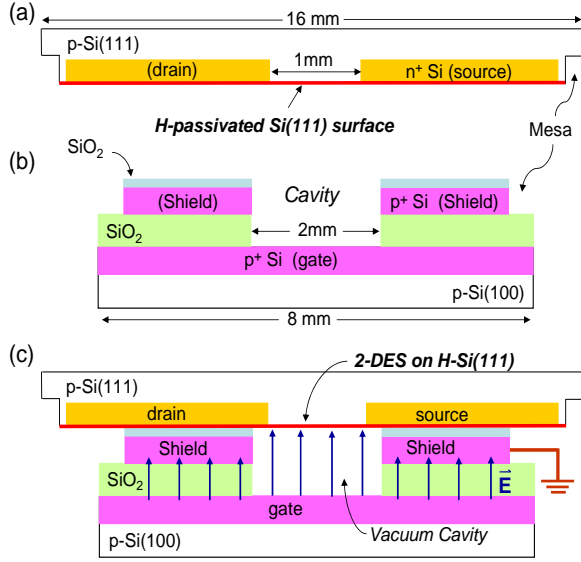 (a)
16 mm
p-Si(111)
1mm
(drain)
n+ Si (source)
H-passivated Si(111) surface
Mesa
(b)
SiO2
Cavity
(Shield)
p+ Si (Shield)
SiO2
2mm
p+ Si (gate)
p-Si(100)
8 mm
(c)
2-DES on H-Si(111)
p-Si(111)
drain
source
Shield
Shield
SiO2
E
gate
Vacuum Cavity
p-Si(100)